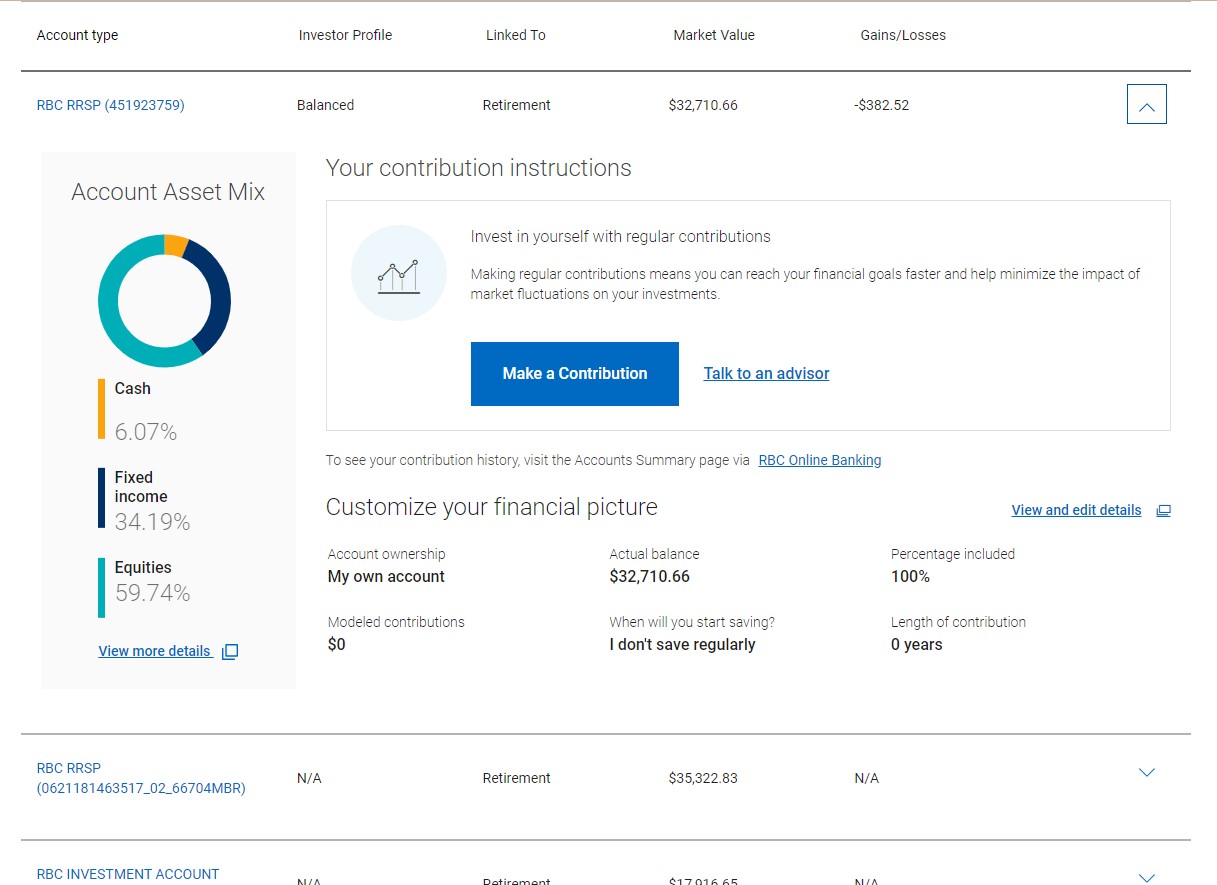 Account type Investor Profile Linked To Market Value Gains/Losses
RBC RRSP (451923759) Balanced Retirement $32,710.66 -$382.52
Account Asset Mix
Cash
6.07%
Fixed
income
34.19%
Equities
59.74%
View more details
Your contribution instructions
Invest in yourself with regular contributions
Making regular contributions means you can reach your financial goals faster and help minimize the impact of
market fluctuations on your investments.
Make a Contribution Talk to an advisor
To see your contribution history, visit the Accounts Summary page via RBC Online Banking
Customize your financial picture View and edit details
Account ownership Actual balance Percentage included
My own account $32,710.66 100%
Modeled contributions When will you start saving? Length of contribution
$0 I don't save regularly 0 years
RBC RRSP
(0621181463517_02_66704MBR) N/A Retirement $35,322.83 N/A
RBC INVESTMENT ACCOUNT
N/A Retirement $17,916.65 N/A